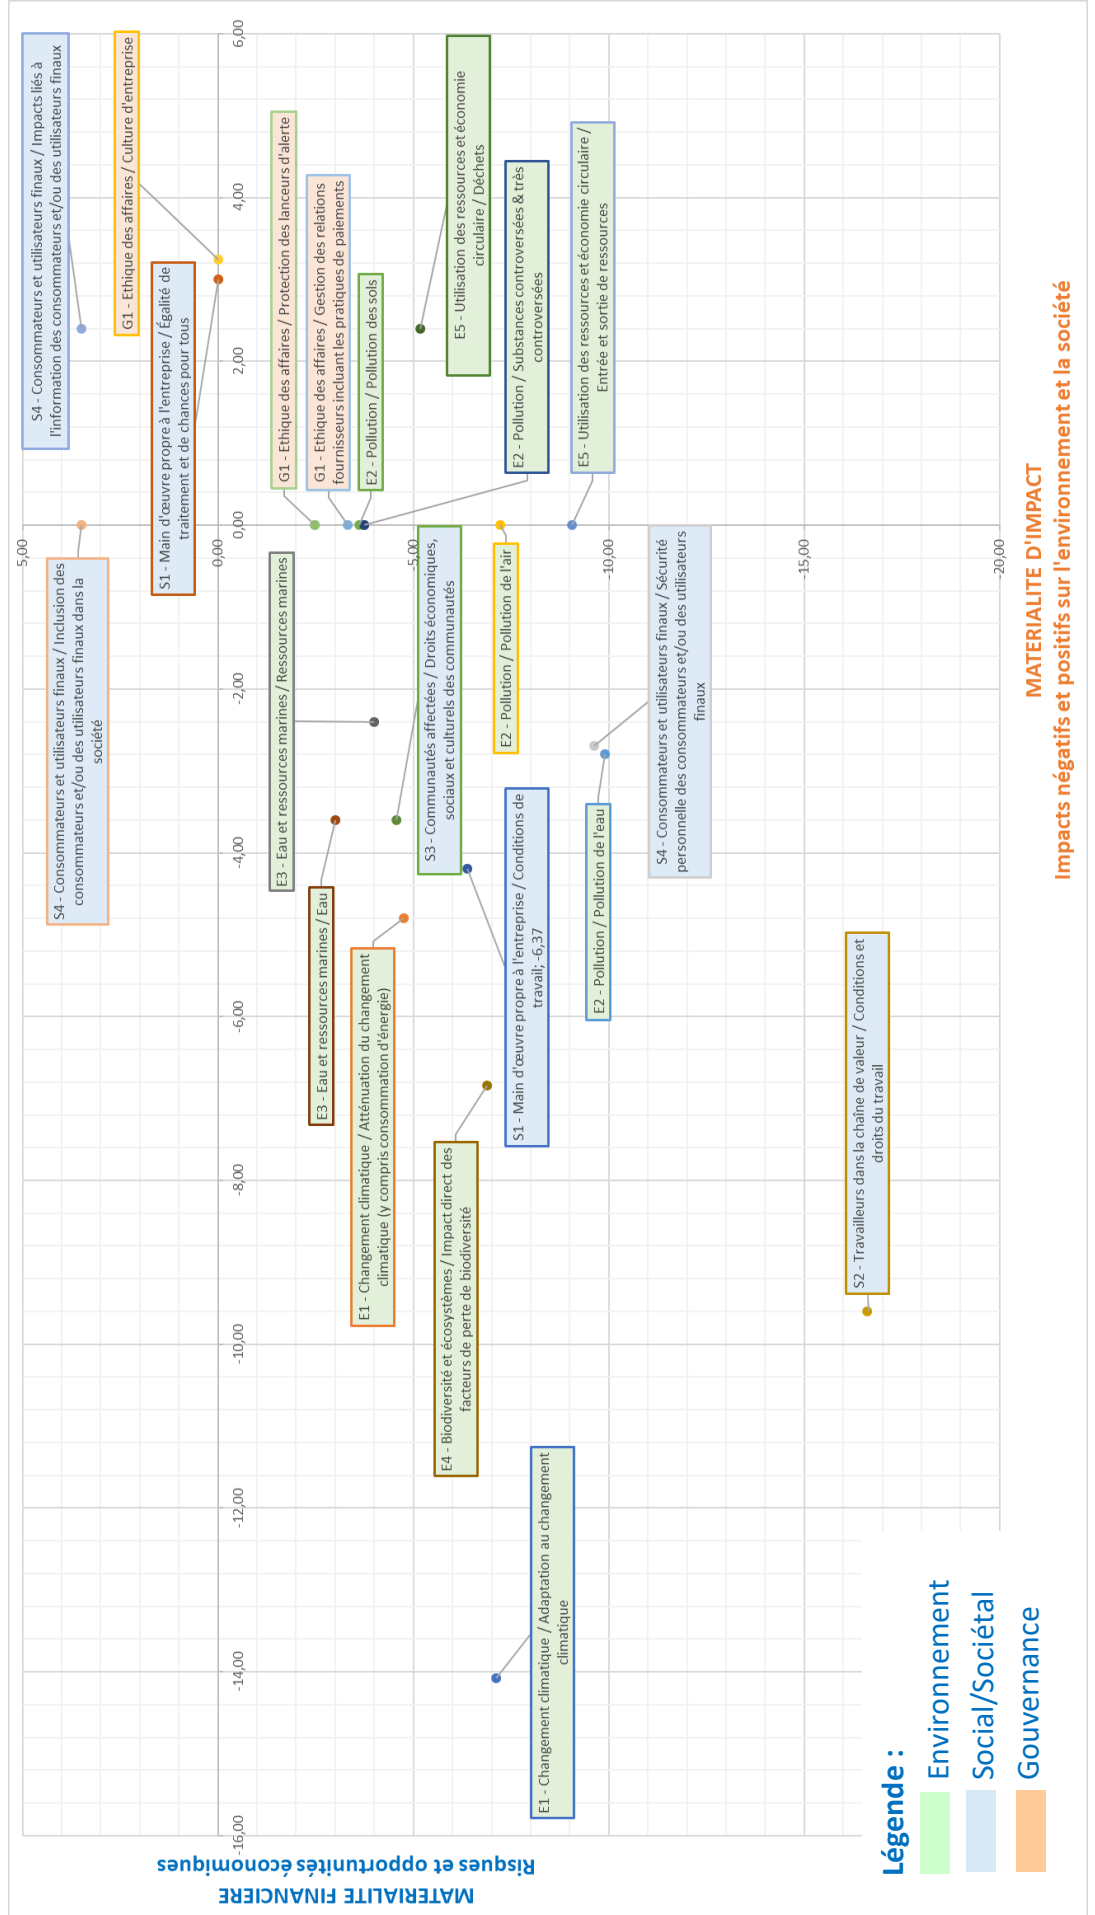 5,00
0,00
-5,00
-10,00
-15,00
-20,00
-16,00
-14,00
-12,00
-10,00
-8,00
-6,00
-4,00
-2,00
0,00
2,00
4,00
6,00
S4 - Consommateurs et utilisateurs finaux / Inclusion des
consommateurs et/ou des utilisateurs finaux dans la
société
S4 - Consommateurs et utilisateurs finaux / Impacts liés à
l'information des consommateurs et/ou des utilisateurs finaux
G1 - Ethique des affaires / Culture d'entreprise
S1 - Main d'œuvre propre à l'entreprise / Égalité de
traitement et de chances pour tous
E3 - Eau et ressources marines / Ressources marines
G1 - Ethique des affaires / Protection des lanceurs d'alerte
E3 - Eau et ressources marines / Eau
G1 - Ethique des affaires / Gestion des relations
fournisseurs incluant les pratiques de paiements
E1 - Changement climatique / Atténuation du changement
climatique (y compris consommation d'énergie)
E2 - Pollution / Pollution des sols
S3 - Communautés affectées / Droits économiques,
sociaux et culturels des communautés
E4 - Biodiversité et écosystèmes / Impact direct des
facteurs de perte de biodiversité
E5 - Utilisation des ressources et économie
circulaire / Déchets
E2 - Pollution / Pollution de l'air
S1 - Main d'œuvre propre à l'entreprise / Conditions de
travail; -6,37
E2 - Pollution / Substances controversées & très
controversées
E1 - Changement climatique / Adaptation au changement
climatique
E5 - Utilisation des ressources et économie circulaire /
Entrée et sortie de ressources
E2 - Pollution / Pollution de l'eau
S4 - Consommateurs et utilisateurs finaux / Sécurité
personnelle des consommateurs et/ou des utilisateurs
finaux
S2 - Travailleurs dans la chaîne de valeur / Conditions et
droits du travail
MATERIALITE FINANCIERE
Risques et opportunités économiques
Légende :
Environnement
Social/Sociétal
Gouvernance
MATERIALITE D'IMPACT
Impacts négatifs et positifs sur l'environnement et la société